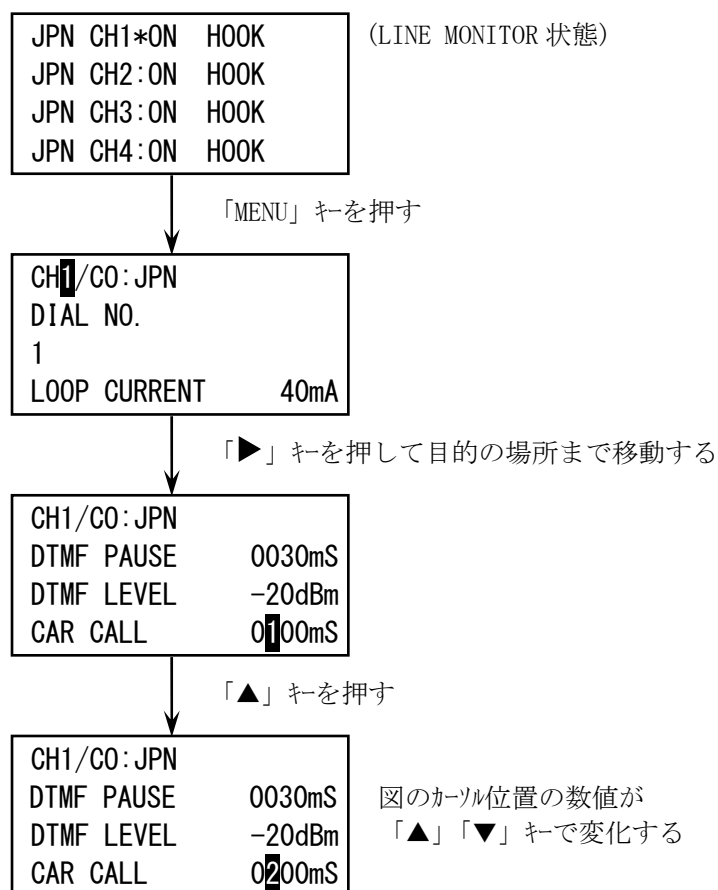 JPN CH1*ON HOOK (LINE MONITOR 状態)
JPN CH2:ON HOOK
JPN CH3:ON HOOK
JPN CH4:ON HOOK
「MENU」ｷｰを押す
CH1/CO:JPN
DIAL NO.
1
LOOP CURRENT 40mA
「▶」ｷｰを押して目的の場所まで移動する
CH1/CO:JPN
DTMF PAUSE 0030mS
DTMF LEVEL -20dBm
CAR CALL 0100mS
「▲」ｷｰを押す
CH1/CO:JPN
DTMF PAUSE 0030mS
DTMF LEVEL -20dBm
CAR CALL 0200mS
図のｶｰｿﾙ位置の数値が
「▲」「▼」ｷｰで変化する